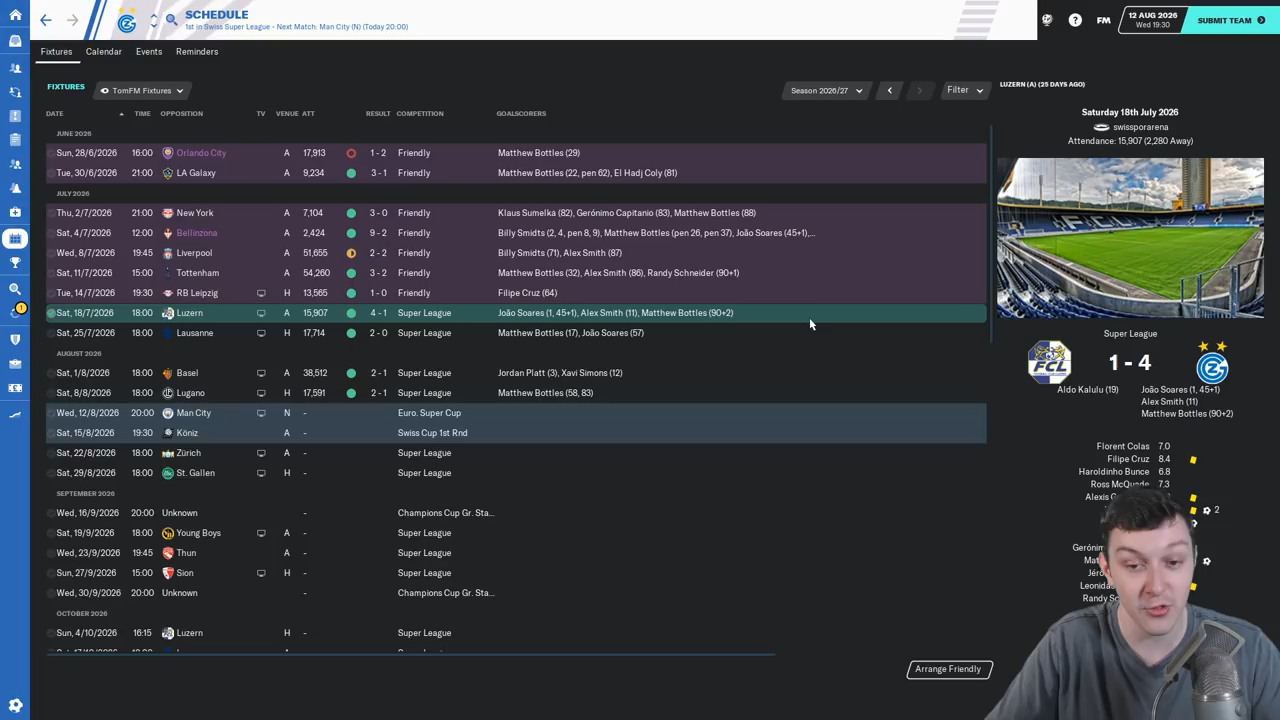 SCHEDULE
1st in Swiss Super League - Next Match: Man City (N) (Today 20:00)
FM
12 AUG 2026
Wed 19:30
SUBMIT TEAM
Fixtures Calendar Events Reminders
FIXTURES TomFM Fixtures Season 2026/27 Filter
DATE TIME OPPOSITION TV VENUE ATT RESULT COMPETITION GOALSCORERS
JUNE 2026
Sun, 28/6/2026 16:00 Orlando City A 17,913 1 - 2 Friendly Matthew Bottles (29)
Tue, 30/6/2026 21:00 LA Galaxy A 9,234 3 - 1 Friendly Matthew Bottles (22, pen 62), El Hadj Coly (81)
JULY 2026
Thu, 2/7/2026 21:00 New York A 7,104 3 - 0 Friendly Klaus Sumelka (82), Gerónimo Capitanio (83), Matthew Bottles (88)
Sat, 4/7/2026 12:00 Bellinzona A 2,424 9 - 2 Friendly Billy Smidts (2, 4, pen 8, 9), Matthew Bottles (pen 26, pen 37), João Soares (45+1),...
Wed, 8/7/2026 19:45 Liverpool A 51,655 2 - 2 Friendly Billy Smidts (71), Alex Smith (87)
Sat, 11/7/2026 15:00 Tottenham A 54,260 3 - 2 Friendly Matthew Bottles (32), Alex Smith (86), Randy Schneider (90+1)
Tue, 14/7/2026 19:30 RB Leipzig H 13,565 1 - 0 Friendly Filipe Cruz (64)
Sat, 18/7/2026 18:00 Luzern A 15,907 4 - 1 Super League João Soares (1, 45+1), Alex Smith (11), Matthew Bottles (90+2)
Sat, 25/7/2026 18:00 Lausanne H 17,714 2 - 0 Super League Matthew Bottles (17), João Soares (57)
AUGUST 2026
Sat, 1/8/2026 18:00 Basel A 38,512 2 - 1 Super League Jordan Platt (3), Xavi Simons (12)
Sat, 8/8/2026 18:00 Lugano H 17,591 2 - 1 Super League Matthew Bottles (58, 83)
Wed, 12/8/2026 20:00 Man City N - Euro. Super Cup
Sat, 15/8/2026 19:30 Köniz A - Swiss Cup 1st Rnd
Sat, 22/8/2026 18:00 Zürich A - Super League
Sat, 29/8/2026 18:00 St. Gallen H - Super League
SEPTEMBER 2026
Wed, 16/9/2026 20:00 Unknown - Champions Cup Gr. Sta...
Sat, 19/9/2026 18:00 Young Boys A - Super League
Wed, 23/9/2026 19:45 Thun A - Super League
Sun, 27/9/2026 15:00 Sion H - Super League
Wed, 30/9/2026 20:00 Unknown - Champions Cup Gr. Sta...
OCTOBER 2026
Sun, 4/10/2026 16:15 Luzern H - Super League
Arrange Friendly
1
LUZERN (A) (25 DAYS AGO)
Saturday 18th July 2026
swissporarena
Attendance: 15,907 (2,280 Away)
Super League
FCL 1 - 4
Aldo Kalulu (19) João Soares (1, 45+1)
Alex Smith (11)
Matthew Bottles (90+2)
Florent Colas 7.0
Filipe Cruz 8.4
Haroldinho Bunce 6.8
Ross McQuade 7.3
Alexis
2
Leonidas
Randy